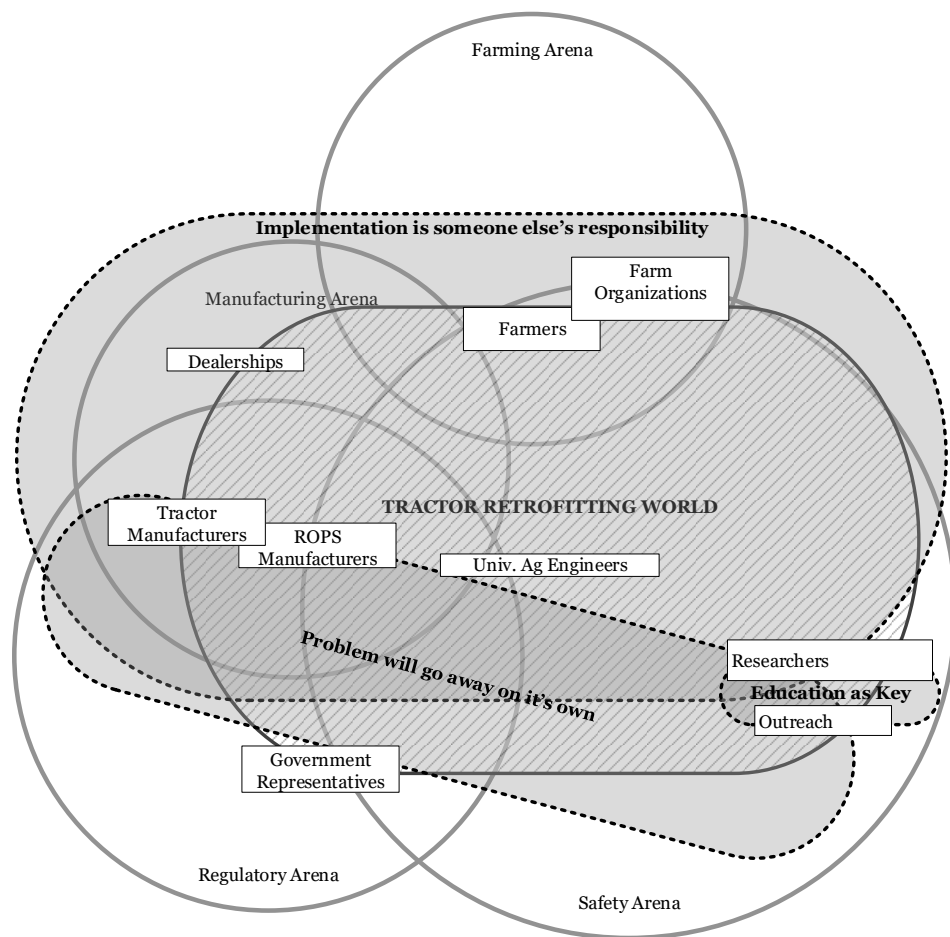 Farming Arena
Implementation is someone else’s responsibility
Farm
Organizations
Manufacturing Arena
Farmers
Dealerships
TRACTOR RETROFITTING WORLD
Tractor
Manufacturers
ROPS
Manufacturers
Univ. Ag Engineers
Problem will go away on it’s own
Researchers
Education as Key
Outreach
Government
Representatives
Regulatory Arena
Safety Arena